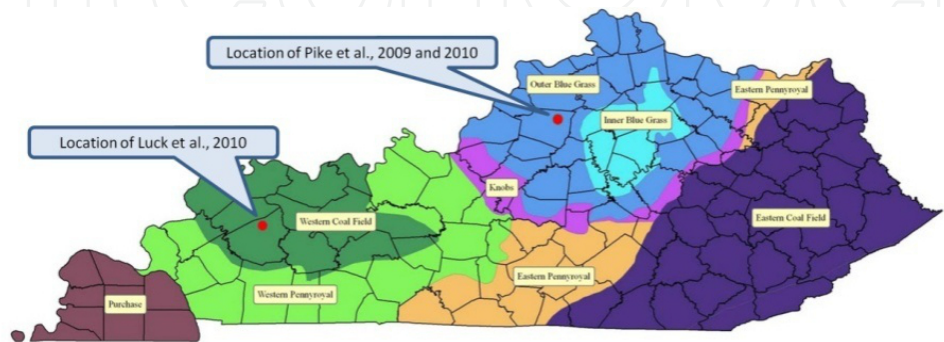 Location of Pike et al., 2009 and 2010
Outer Blue Grass
Eastern Pennyroyal
Inner Blue Grass
Location of Luck et al., 2010
Knobs
Western Coal Field
Eastern Coal Field
Eastern Pennyroyal
Western Pennyroyal
Purchase